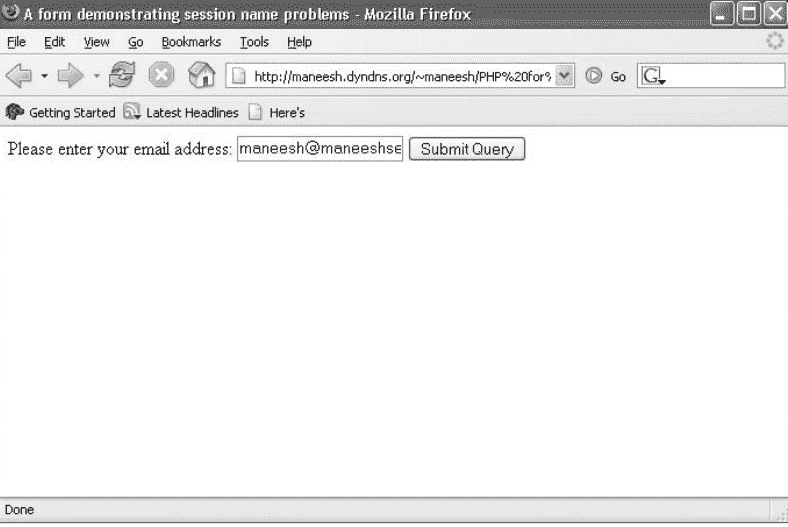 A form demonstrating session name problems - Mozilla Firefox
File Edit View Go Bookmarks Tools Help
http://maneesh.dyndns.org/~maneesh/PHP%20for% Go G
Getting Started Latest Headlines Here's
Please enter your email address: maneesh@maneeshse Submit Query
Done